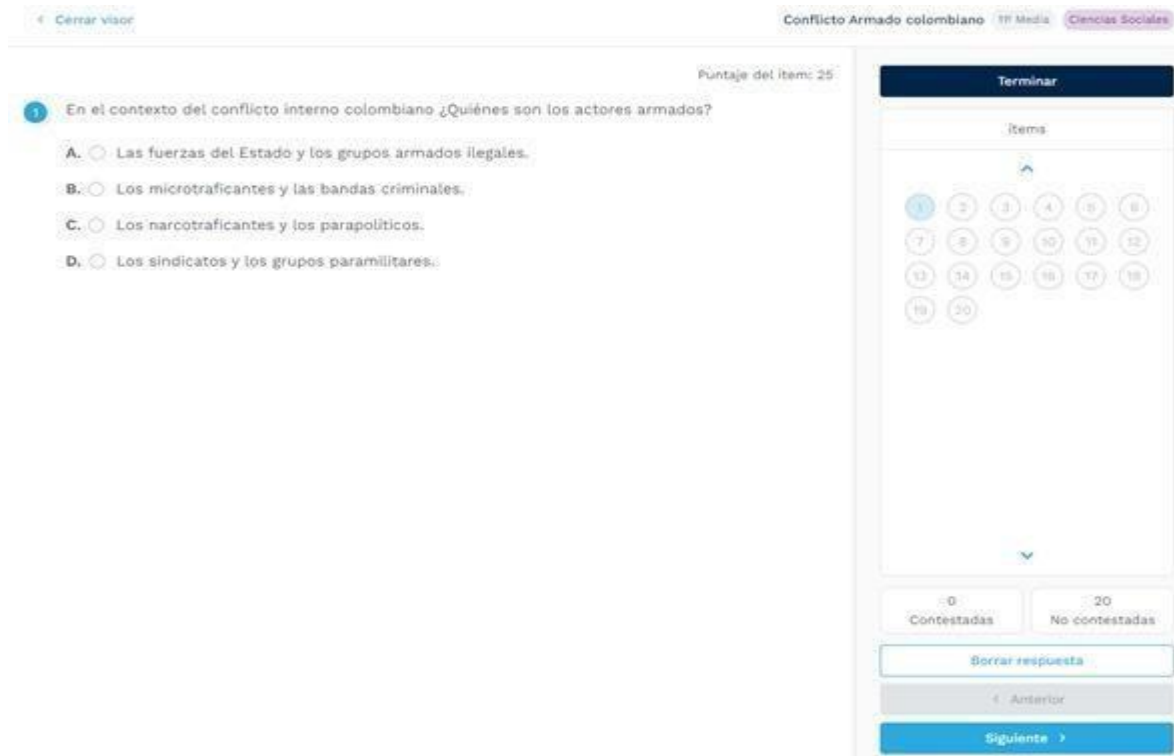 Cerrar visor
Conflicto Armado colombiano 11º Media Ciencias Sociales
Puntaje del item: 25
1 En el contexto del conflicto interno colombiano ¿Quiénes son los actores armados?
A. Las fuerzas del Estado y los grupos armados ilegales.
B. Los microtraficantes y las bandas criminales.
C. Los narcotraficantes y los parapolíticos.
D. Los sindicatos y los grupos paramilitares.
Terminar
ítems
1 2 3 4 5 6
7 8 9 10 11 12
13 14 15 16 17 18
19 20
0 20
Contestadas No contestadas
Borrar respuesta
Anterior
Siguiente